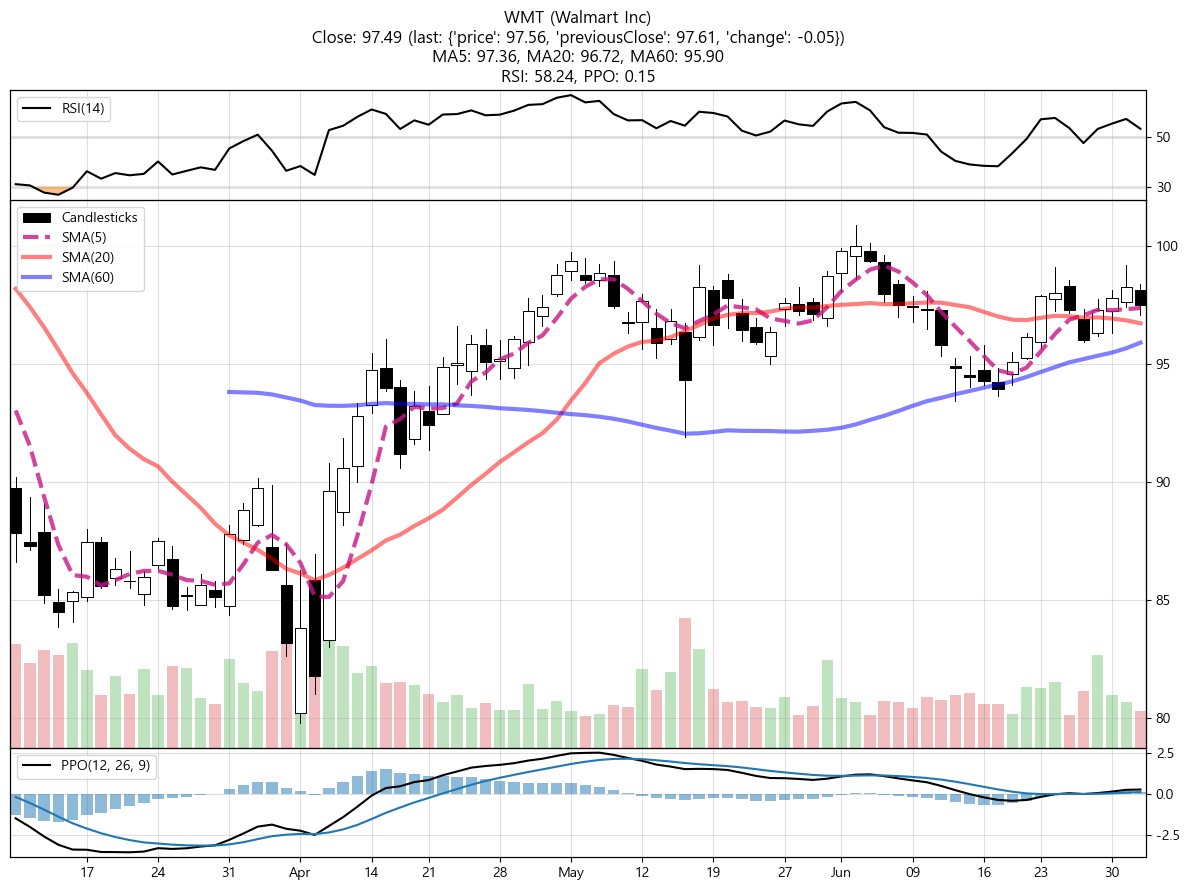 WMT (Walmart Inc)
Close: 97.49 (last: {'price': 97.56, 'previousClose': 97.61, 'change': -0.05})
MA5: 97.36, MA20: 96.72, MA60: 95.90
RSI: 58.24, PPO: 0.15
RSI(14)
50
30
Candlesticks
SMA(5)
SMA(20)
SMA(60)
100
95
90
85
80
PPO(12, 26, 9)
2.5
0.0
-2.5
17 24 31 Apr 14 21 28 May 12 19 27 Jun 09 16 23 30